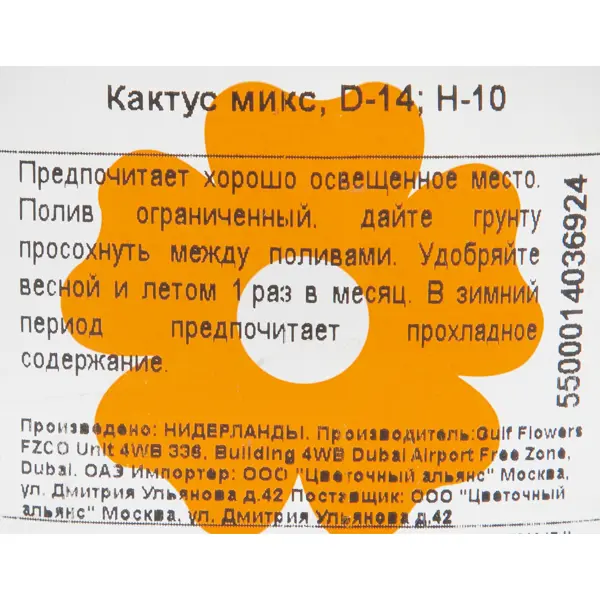 Кактус микс, D-14; H-10
Предпочитает хорошо освещенное место.
Полив ограниченный, дайте грунту
просохнуть между поливами. Удобряйте
весной и летом 1 раз в месяц. В зимний
период предпочитает прохладное
содержание.
5500014036924
Произведено: НИДЕРЛАНДЫ. Производитель:Gulf Flowers
FZCO Unit 4WB 336, Building 4WB Dubai Airport Free Zone,
Dubai. ОАЭ Импортер: ООО "Цветочный альянс" Москва,
ул. Дмитрия Ульянова д.42 Поставщик: ООО "Цветочный
альянс" Москва, ул. Дмитрия Ульянова д.42